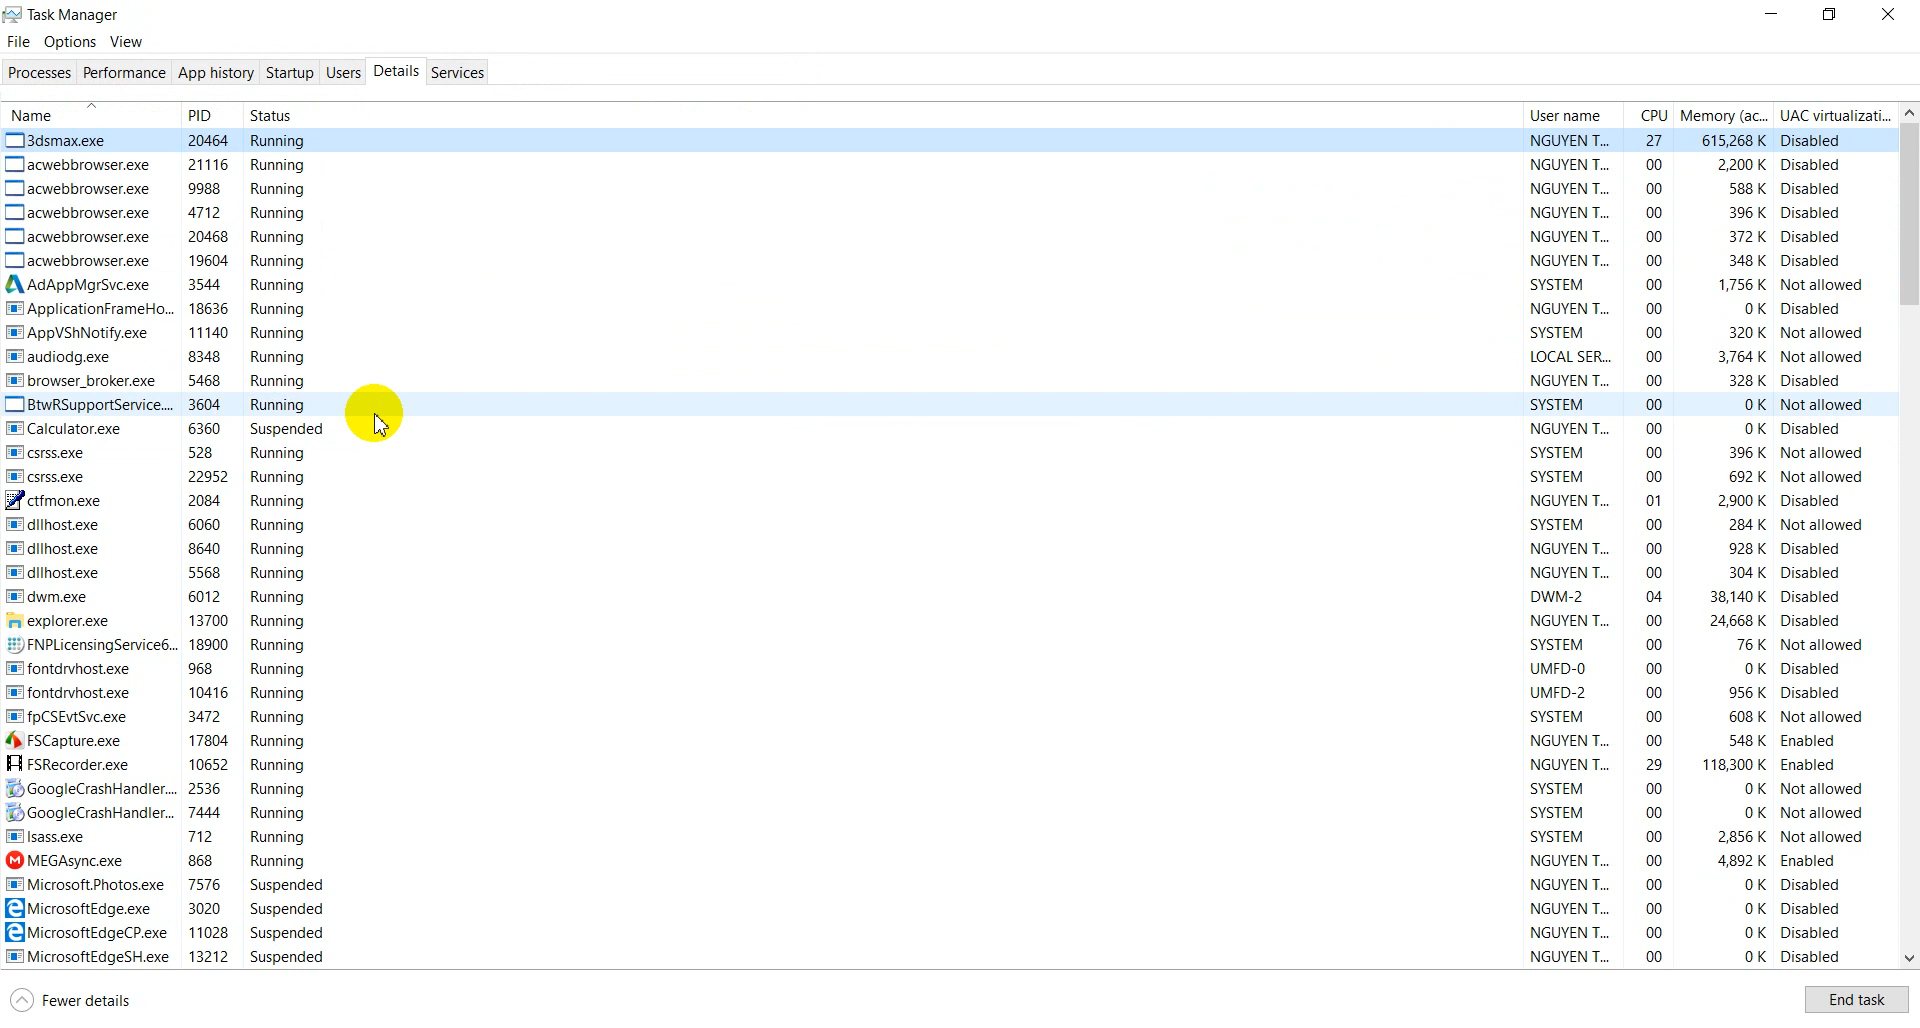 Task Manager
File Options View
Processes Performance App history Startup Users Details Services
Name PID Status User name CPU Memory (ac... UAC virtualizati...
3dsmax.exe 20464 Running NGUYEN T... 27 615,268 K Disabled
acwebbrowser.exe 21116 Running NGUYEN T... 00 2,200 K Disabled
acwebbrowser.exe 9988 Running NGUYEN T... 00 588 K Disabled
acwebbrowser.exe 4712 Running NGUYEN T... 00 396 K Disabled
acwebbrowser.exe 20468 Running NGUYEN T... 00 372 K Disabled
acwebbrowser.exe 19604 Running NGUYEN T... 00 348 K Disabled
AdAppMgrSvc.exe 3544 Running SYSTEM 00 1,756 K Not allowed
ApplicationFrameHo... 18636 Running NGUYEN T... 00 0 K Disabled
AppVShNotify.exe 11140 Running SYSTEM 00 320 K Not allowed
audiodg.exe 8348 Running LOCAL SER... 00 3,764 K Not allowed
browser_broker.exe 5468 Running NGUYEN T... 00 328 K Disabled
BtwRSupportService.... 3604 Running SYSTEM 00 0 K Not allowed
Calculator.exe 6360 Suspended NGUYEN T... 00 0 K Disabled
csrss.exe 528 Running SYSTEM 00 396 K Not allowed
csrss.exe 22952 Running SYSTEM 00 692 K Not allowed
ctfmon.exe 2084 Running NGUYEN T... 01 2,900 K Disabled
dllhost.exe 6060 Running SYSTEM 00 284 K Not allowed
dllhost.exe 8640 Running NGUYEN T... 00 928 K Disabled
dllhost.exe 5568 Running NGUYEN T... 00 304 K Disabled
dwm.exe 6012 Running DWM-2 04 38,140 K Disabled
explorer.exe 13700 Running NGUYEN T... 00 24,668 K Disabled
FNPLicensingService6... 18900 Running SYSTEM 00 76 K Not allowed
fontdrvhost.exe 968 Running UMFD-0 00 0 K Disabled
fontdrvhost.exe 10416 Running UMFD-2 00 956 K Disabled
fpCSEvtSvc.exe 3472 Running SYSTEM 00 608 K Not allowed
FSCapture.exe 17804 Running NGUYEN T... 00 548 K Enabled
FSRecorder.exe 10652 Running NGUYEN T... 29 118,300 K Enabled
GoogleCrashHandler.... 2536 Running SYSTEM 00 0 K Not allowed
GoogleCrashHandler... 7444 Running SYSTEM 00 0 K Not allowed
lsass.exe 712 Running SYSTEM 00 2,856 K Not allowed
MEGAsync.exe 868 Running NGUYEN T... 00 4,892 K Enabled
Microsoft.Photos.exe 7576 Suspended NGUYEN T... 00 0 K Disabled
MicrosoftEdge.exe 3020 Suspended NGUYEN T... 00 0 K Disabled
MicrosoftEdgeCP.exe 11028 Suspended NGUYEN T... 00 0 K Disabled
MicrosoftEdgeSH.exe 13212 Suspended NGUYEN T... 00 0 K Disabled
Fewer details End task